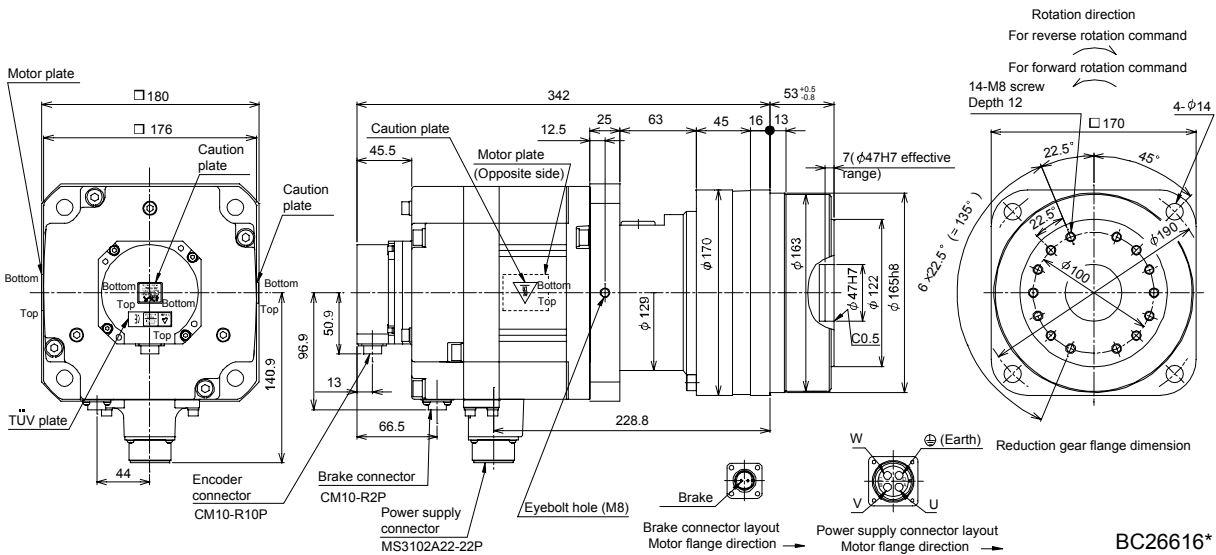 Rotation direction
For reverse rotation command
For forward rotation command
Motor plate
□180
□176
Caution
plate
Caution
plate
Bottom
Top
Bottom
Top
Bottom
Top
Bottom
Top
TÜV plate
44
140.9
342
53 +0.5 -0.8
25
63
45
16
13
12.5
45.5
Caution plate
Motor plate
(Opposite side)
Bottom
Top
7(φ47H7 effective
range)
96.9
50.9
13
66.5
φ129
φ170
φ163
φ47H7
φ122
φ165h8
C0.5
228.8
Encoder
connector
CM10-R10P
Brake connector
CM10-R2P
Power supply
connector
MS3102A22-22P
Eyebolt hole (M8)
14-M8 screw
Depth 12
4-φ14
□170
22.5°
45°
22.5°
6×22.5° (= 135°)
φ190
φ100
Reduction gear flange dimension
Brake
Brake connector layout
Motor flange direction
W
(Earth)
V
U
Power supply connector layout
Motor flange direction
BC26616*